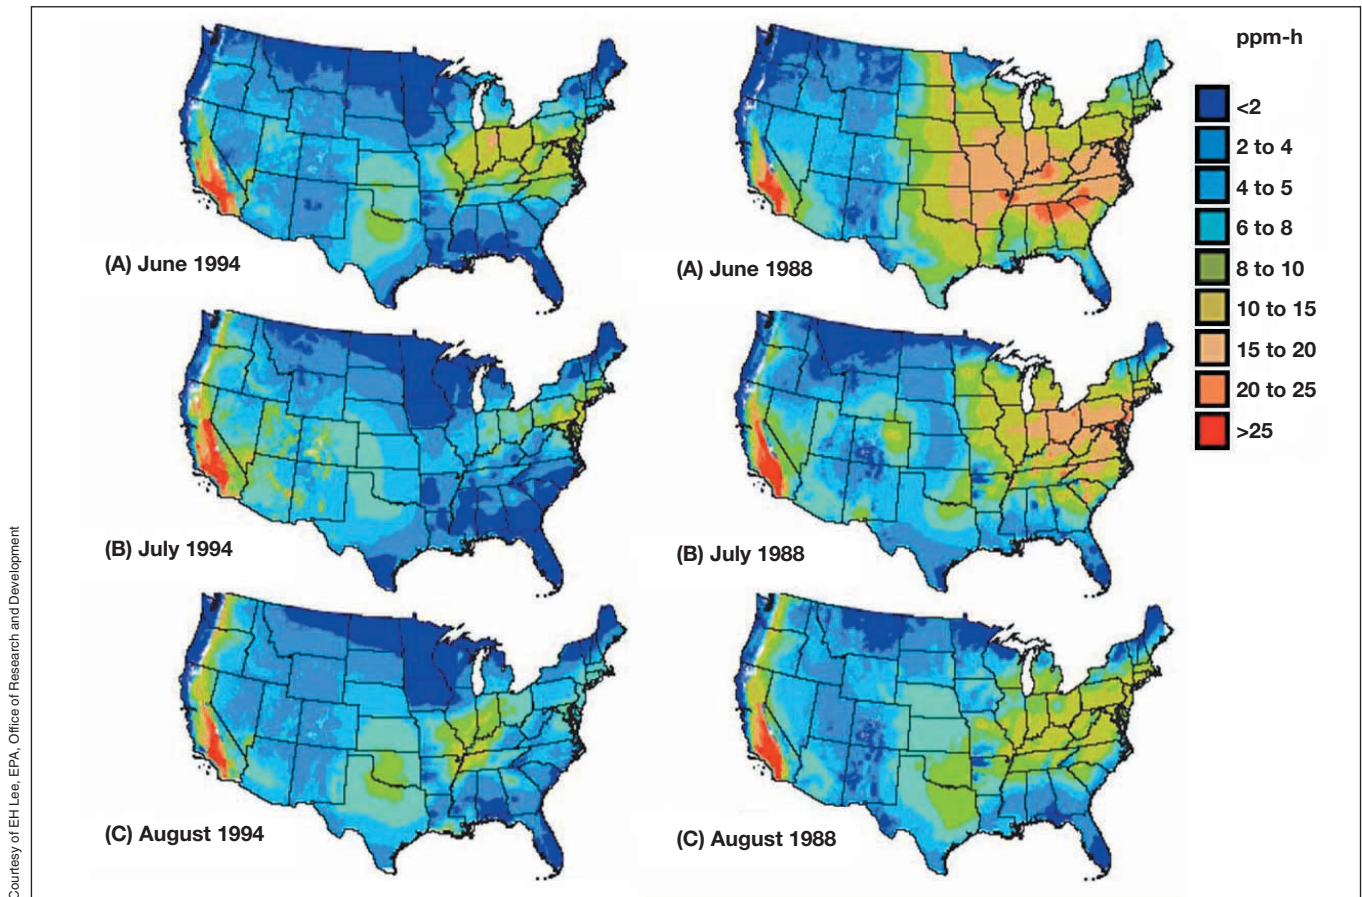 ppm-h
<2
2 to 4
4 to 5
6 to 8
8 to 10
10 to 15
15 to 20
20 to 25
>25
(A) June 1994
(A) June 1988
(B) July 1994
(B) July 1988
(C) August 1994
(C) August 1988
Courtesy of EH Lee, EPA, Office of Research and Development